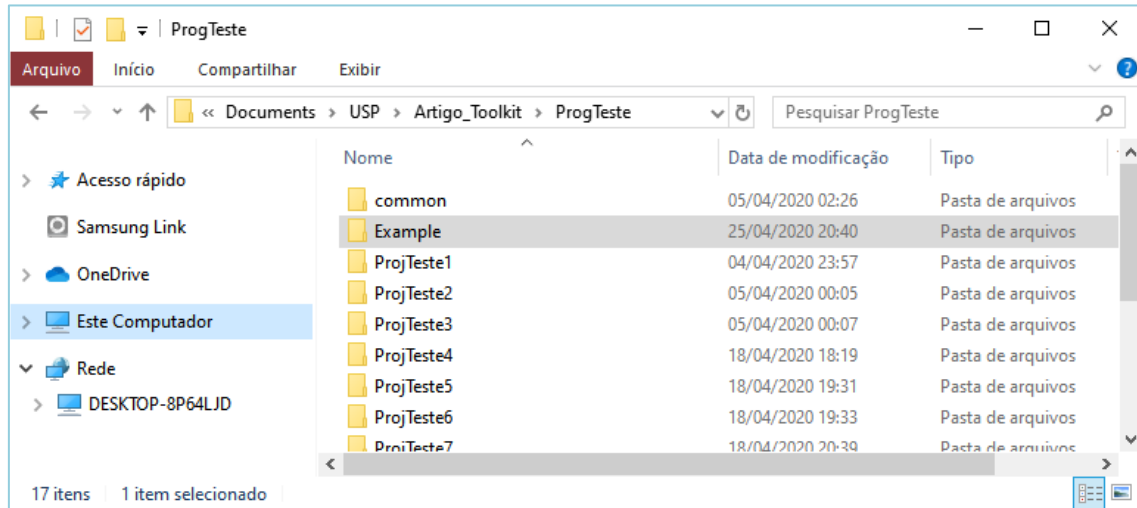 ProgTeste
Arquivo Início Compartilhar Exibir
« Documents > USP > Artigo_Toolkit > ProgTeste Pesquisar ProgTeste
Nome Data de modificação Tipo
Acesso rápido
Samsung Link
OneDrive
Este Computador
Rede
DESKTOP-8P64LJD
common 05/04/2020 02:26 Pasta de arquivos
Example 25/04/2020 20:40 Pasta de arquivos
ProjTeste1 04/04/2020 23:57 Pasta de arquivos
ProjTeste2 05/04/2020 00:05 Pasta de arquivos
ProjTeste3 05/04/2020 00:07 Pasta de arquivos
ProjTeste4 18/04/2020 18:19 Pasta de arquivos
ProjTeste5 18/04/2020 19:31 Pasta de arquivos
ProjTeste6 18/04/2020 19:33 Pasta de arquivos
ProjTeste7 18/04/2020 20:39 Pasta de arquivos
17 itens 1 item selecionado